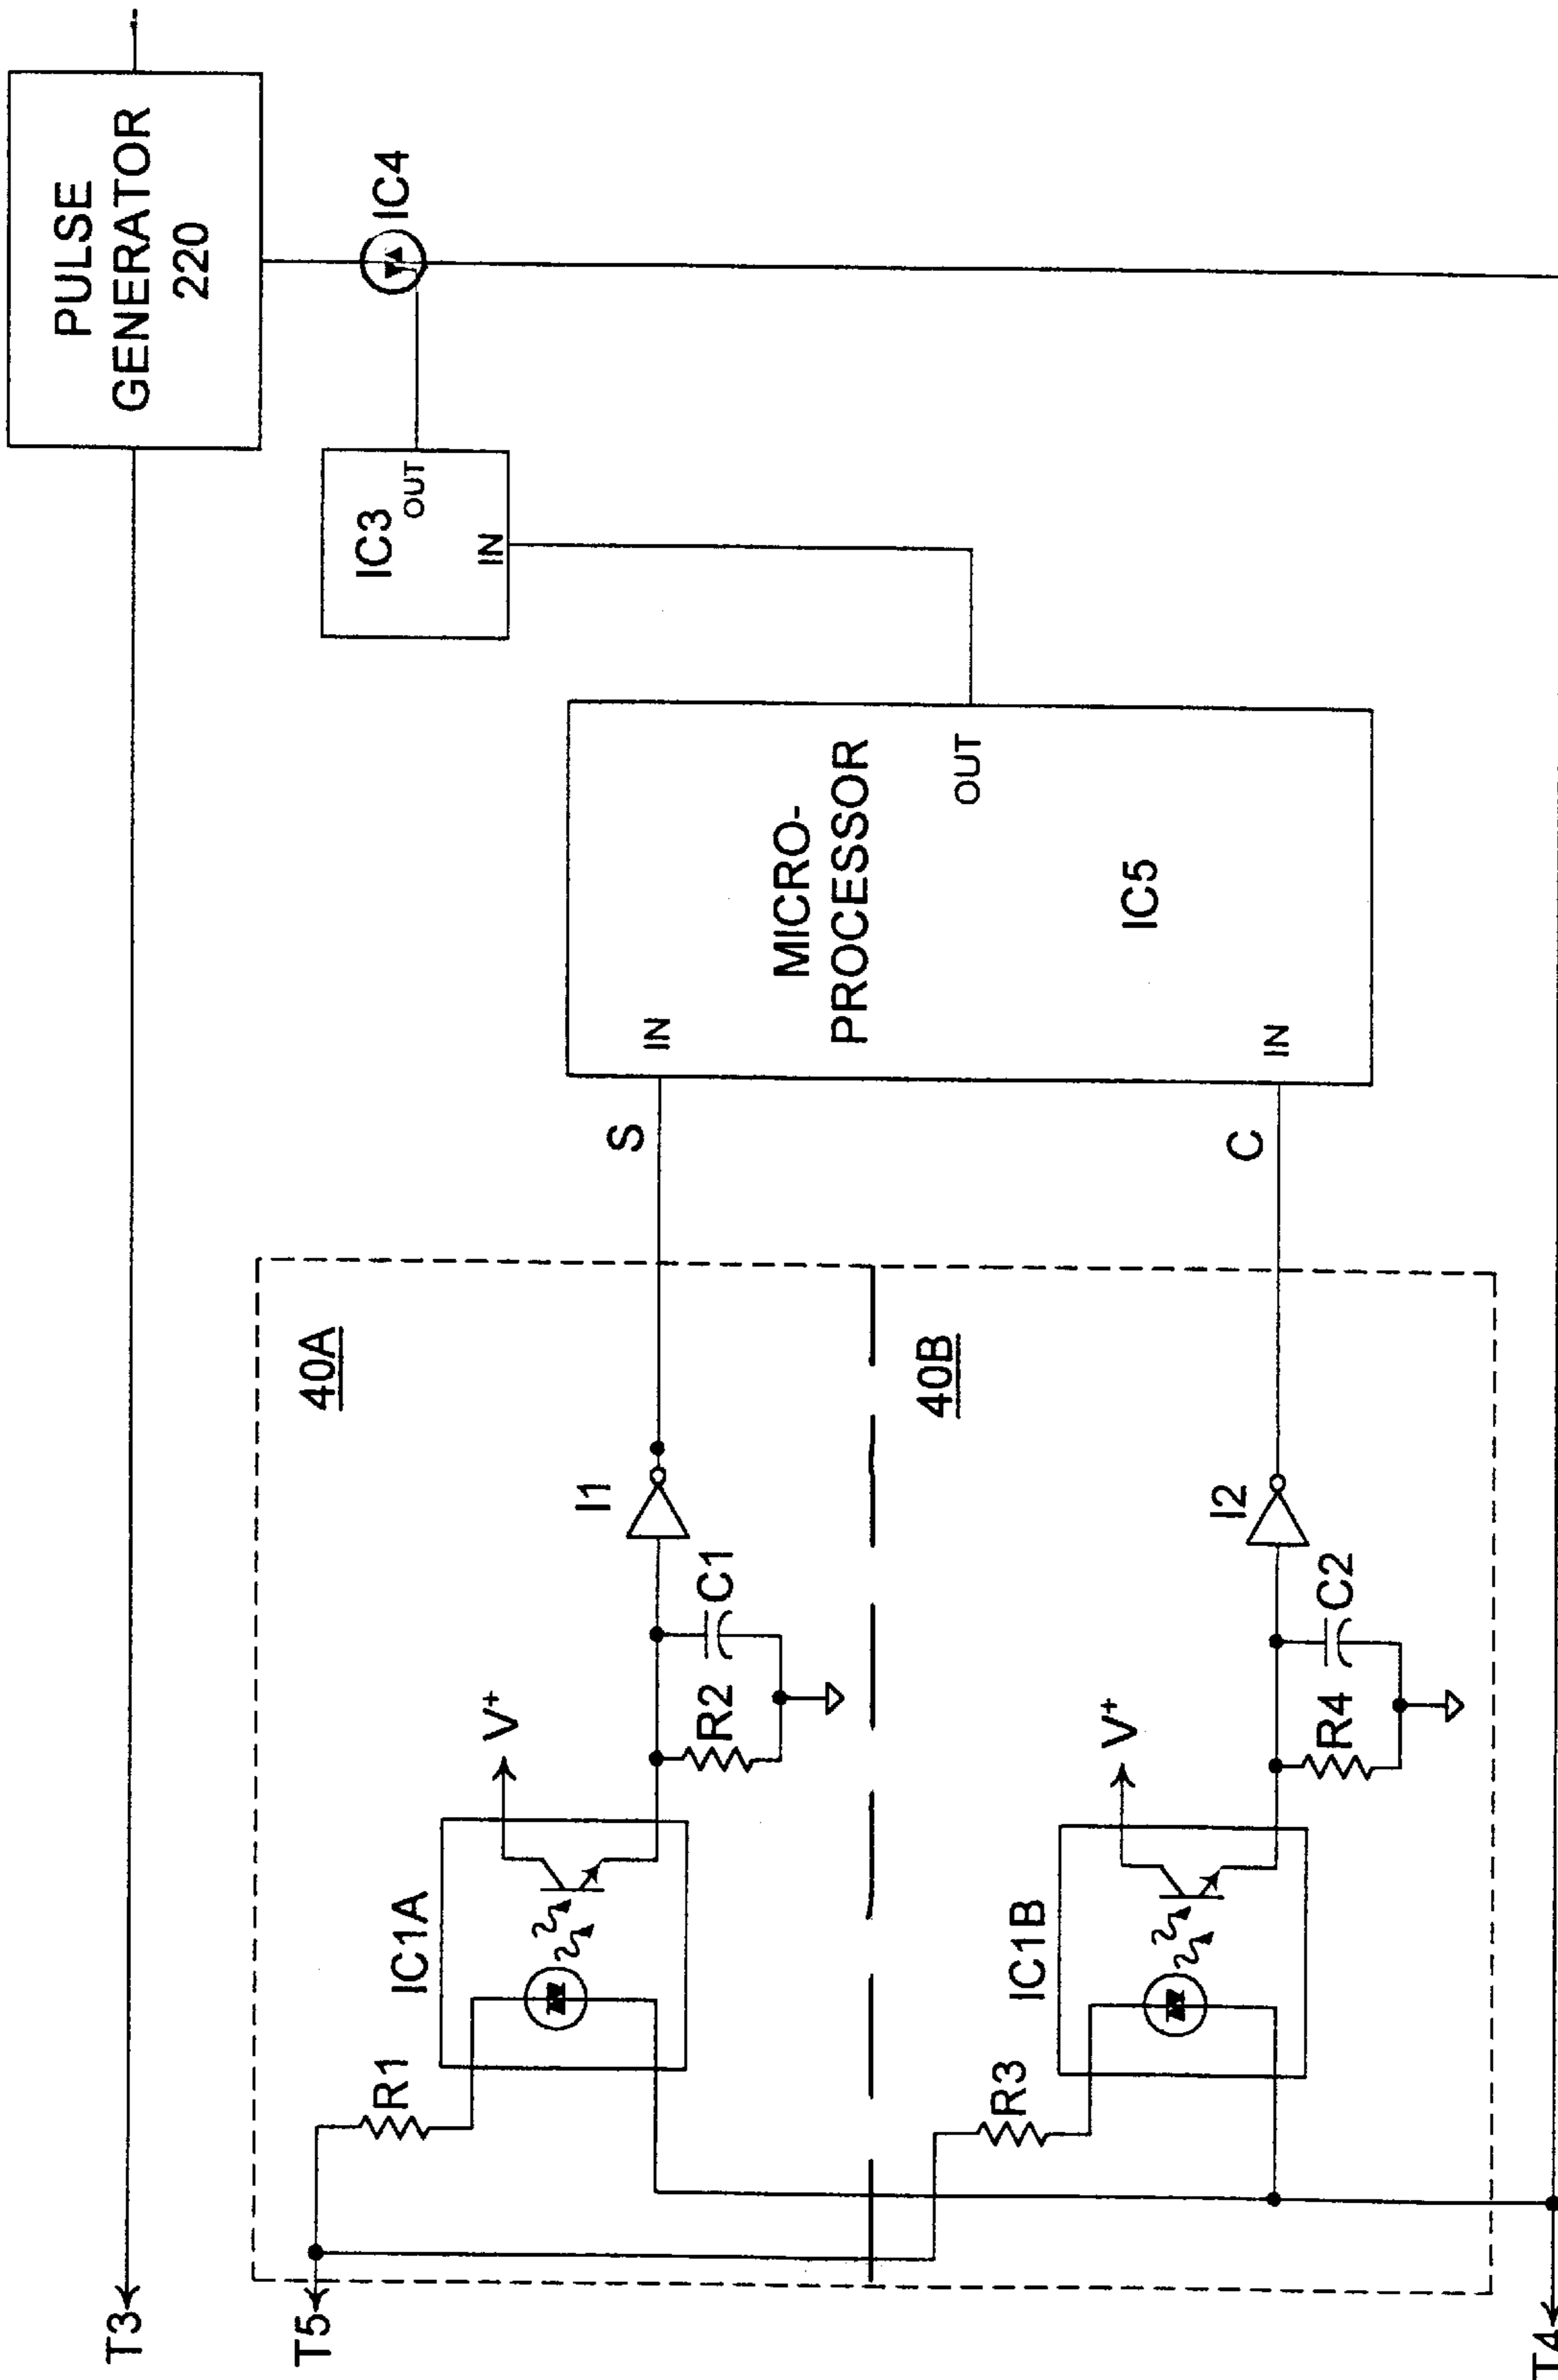 PULSE
GENERATOR
220
IC4
IC3
OUT
IN
MICRO-
PROCESSOR
OUT
IC5
IN
IN
S
C
40A
40B
I1
I2
C1
C2
R2
R4
V+
V+
IC1A
IC1B
R1
R3
T3
T5
T4